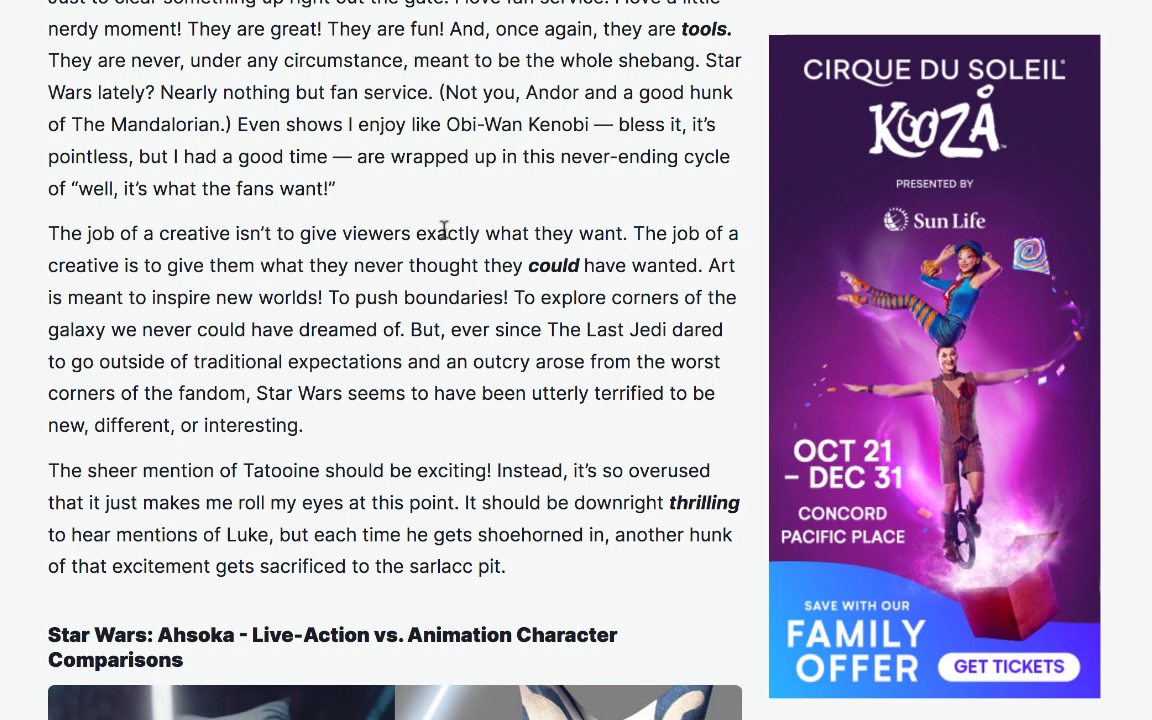 nerdy moment! They are great! They are fun! And, once again, they are tools.
They are never, under any circumstance, meant to be the whole shebang. Star
Wars lately? Nearly nothing but fan service. (Not you, Andor and a good hunk
of The Mandalorian.) Even shows I enjoy like Obi-Wan Kenobi — bless it, it’s
pointless, but I had a good time — are wrapped up in this never-ending cycle
of “well, it’s what the fans want!”
The job of a creative isn’t to give viewers exactly what they want. The job of a
creative is to give them what they never thought they could have wanted. Art
is meant to inspire new worlds! To push boundaries! To explore corners of the
galaxy we never could have dreamed of. But, ever since The Last Jedi dared
to go outside of traditional expectations and an outcry arose from the worst
corners of the fandom, Star Wars seems to have been utterly terrified to be
new, different, or interesting.
The sheer mention of Tatooine should be exciting! Instead, it’s so overused
that it just makes me roll my eyes at this point. It should be downright thrilling
to hear mentions of Luke, but each time he gets shoehorned in, another hunk
of that excitement gets sacrificed to the sarlacc pit.
Star Wars: Ahsoka - Live-Action vs. Animation Character
Comparisons
CIRQUE DU SOLEIL®
KOOZÅ™
PRESENTED BY
Sun Life
OCT 21
– DEC 31
CONCORD
PACIFIC PLACE
SAVE WITH OUR
FAMILY
OFFER
GET TICKETS